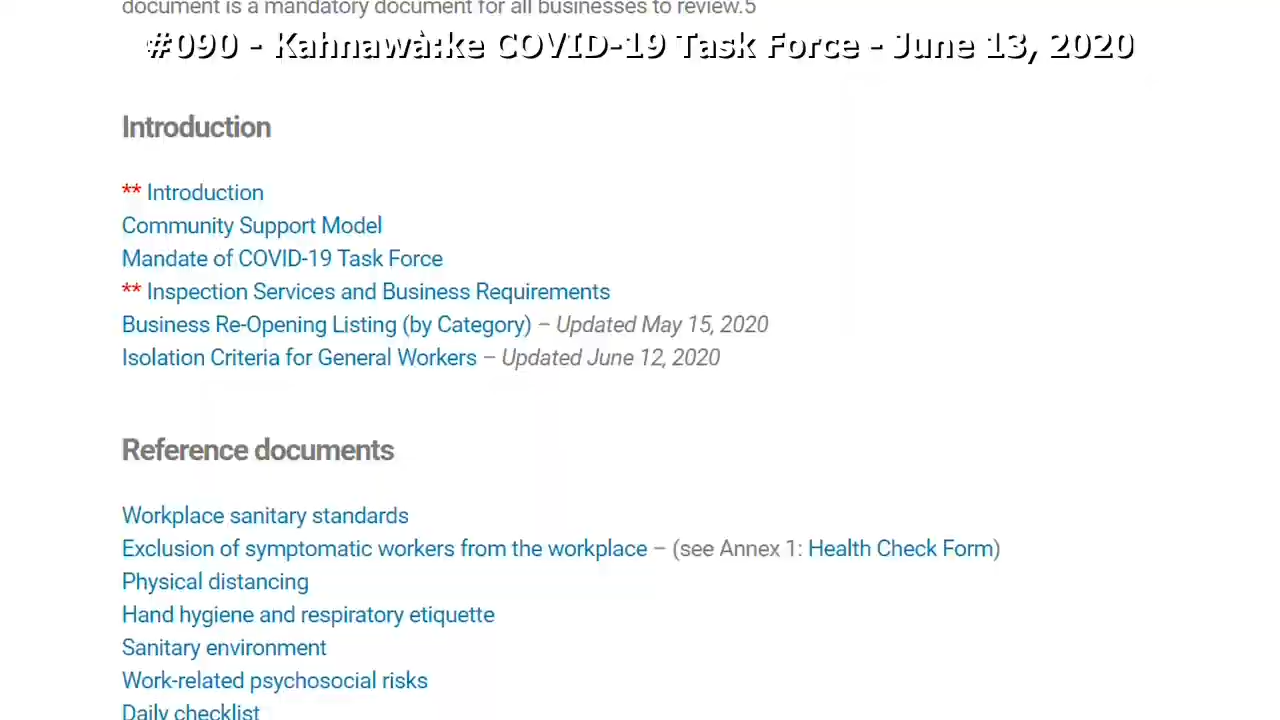 document is a mandatory document for all businesses to review.5
#090 - Kahnawà:ke COVID-19 Task Force - June 13, 2020
Introduction
** Introduction
Community Support Model
Mandate of COVID-19 Task Force
** Inspection Services and Business Requirements
Business Re-Opening Listing (by Category) – Updated May 15, 2020
Isolation Criteria for General Workers – Updated June 12, 2020
Reference documents
Workplace sanitary standards
Exclusion of symptomatic workers from the workplace – (see Annex 1: Health Check Form)
Physical distancing
Hand hygiene and respiratory etiquette
Sanitary environment
Work-related psychosocial risks
Daily checklist